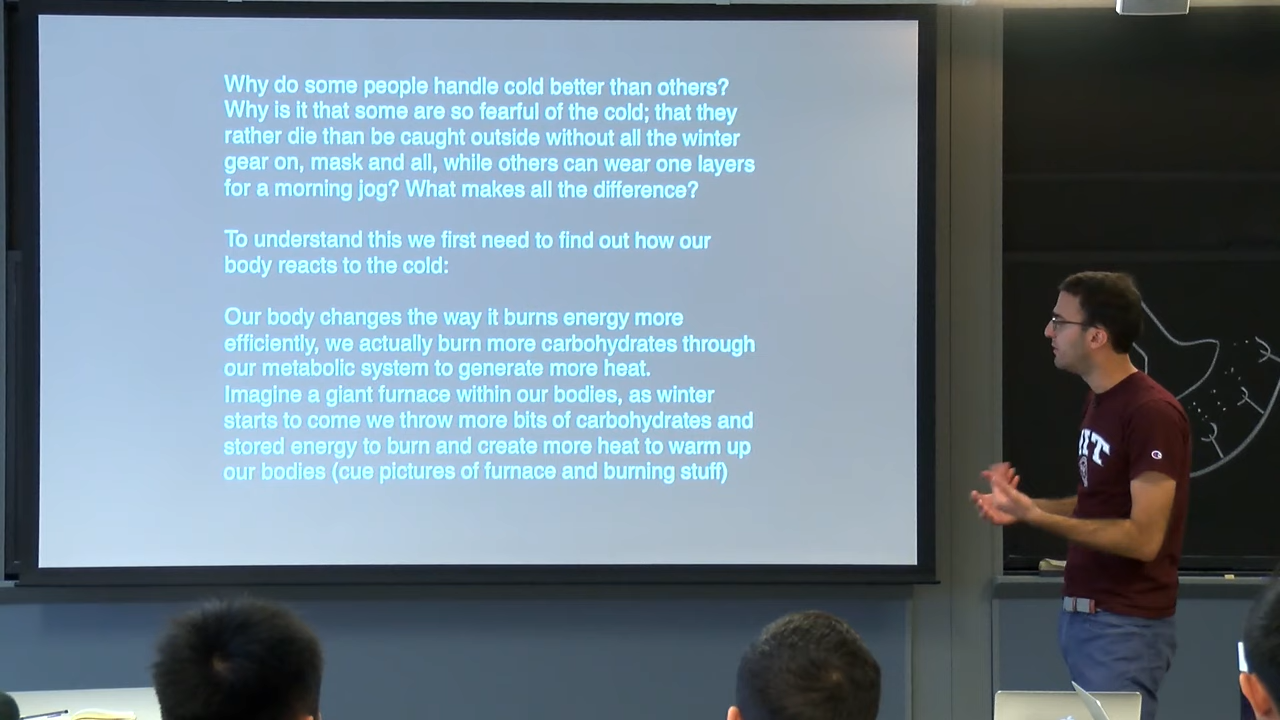 Why do some people handle cold better than others?
Why is it that some are so fearful of the cold; that they
rather die than be caught outside without all the winter
gear on, mask and all, while others can wear one layers
for a morning jog? What makes all the difference?
To understand this we first need to find out how our
body reacts to the cold:
Our body changes the way it burns energy more
efficiently, we actually burn more carbohydrates through
our metabolic system to generate more heat.
Imagine a giant furnace within our bodies, as winter
starts to come we throw more bits of carbohydrates and
stored energy to burn and create more heat to warm up
our bodies (cue pictures of furnace and burning stuff)